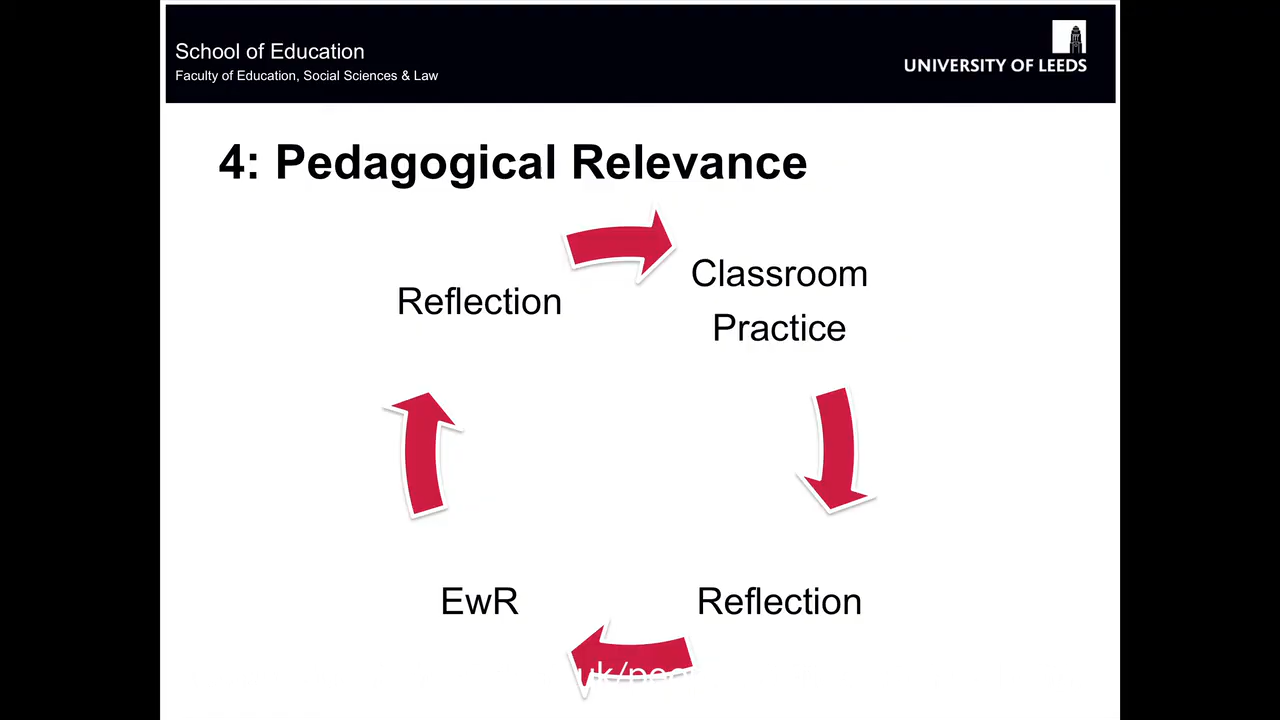 School of Education
Faculty of Education, Social Sciences & Law
UNIVERSITY OF LEEDS
4: Pedagogical Relevance
Reflection
Classroom
Practice
EwR
Reflection